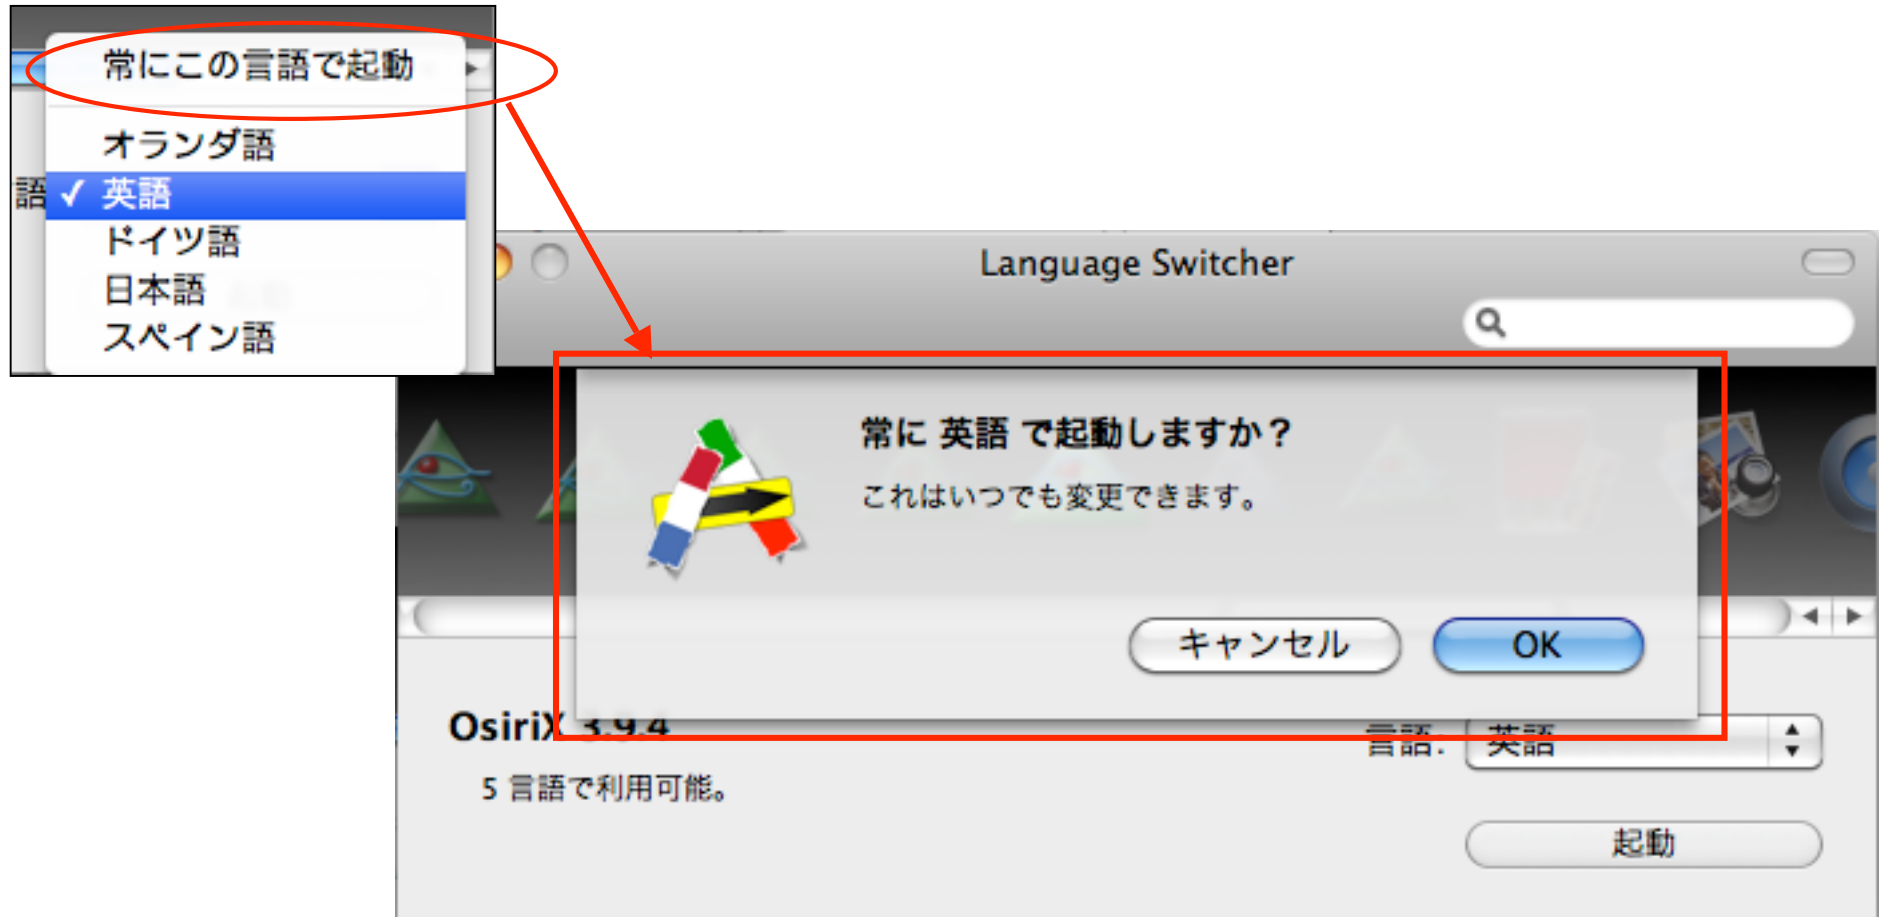 常にこの言語で起動
オランダ語
語 ✓ 英語
ドイツ語
日本語
スペイン語
Language Switcher
常に 英語 で起動しますか？
これはいつでも変更できます。
キャンセル OK
OsiriX 3.9.4 言語: 英語
5 言語で利用可能。
起動